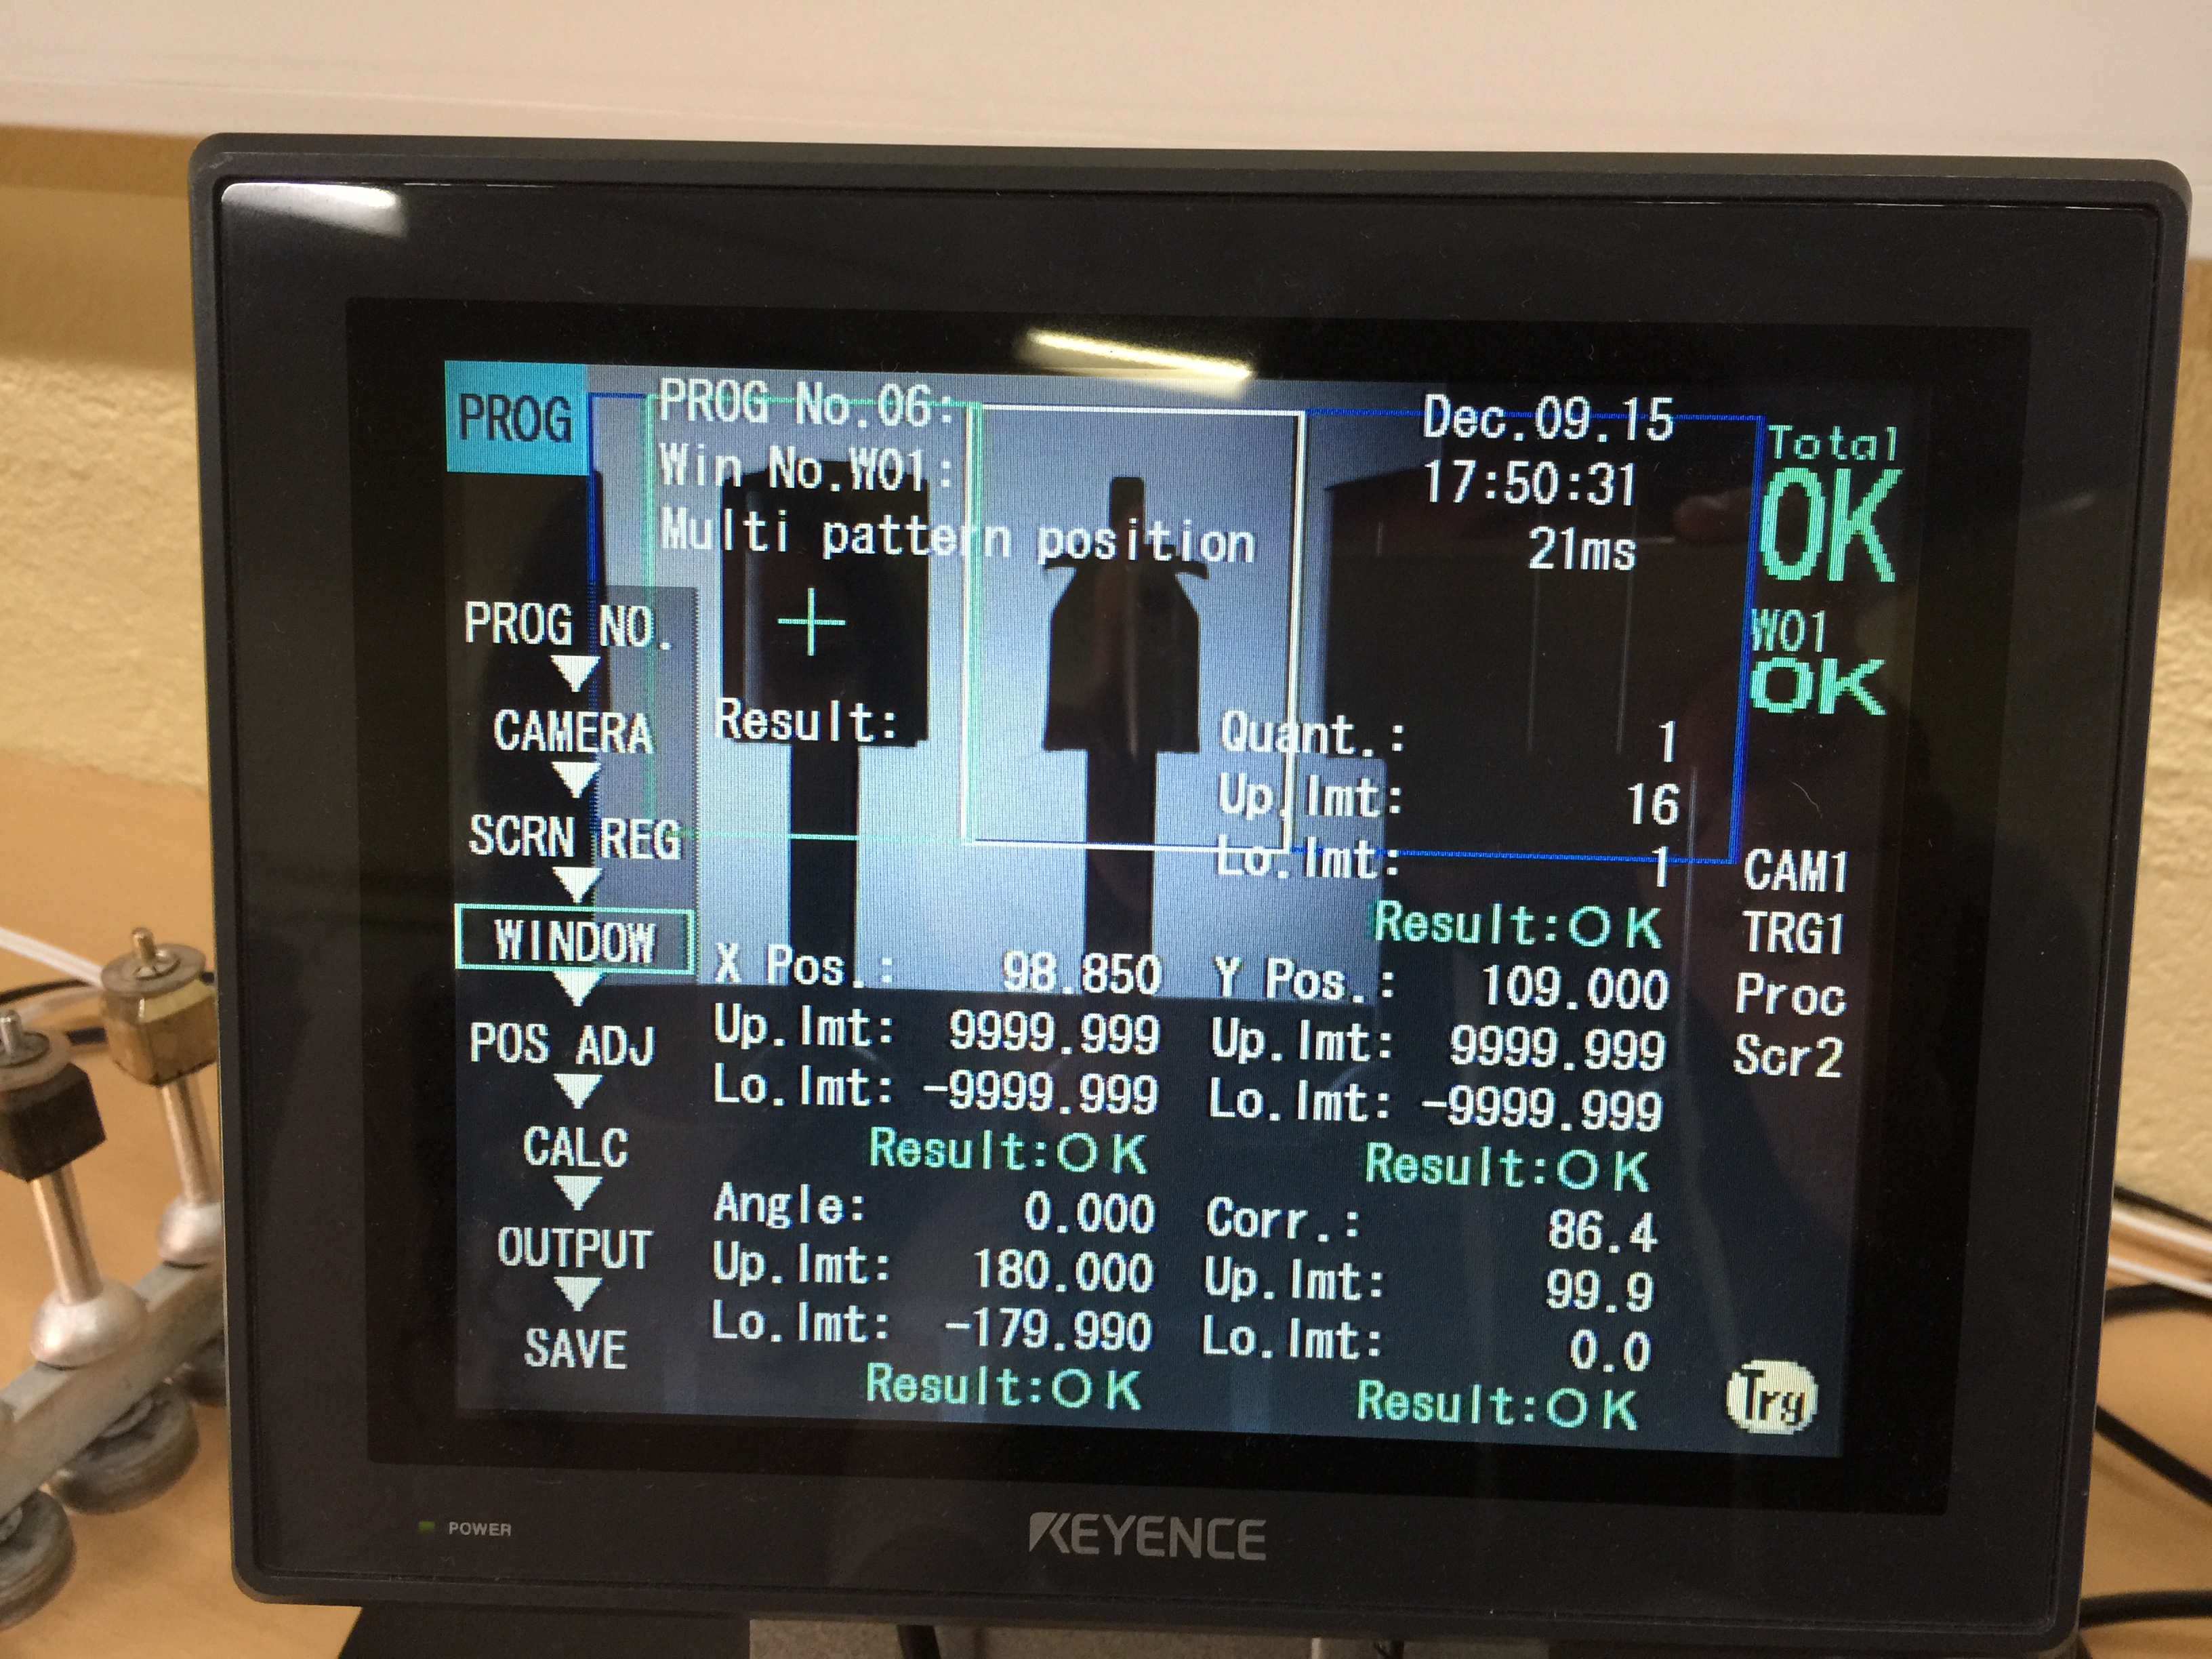 PROG
PROG No.06:
Dec.09.15
Total
OK
Win No.W01:
17:50:31
Multi pattern position
21ms
PROG NO.
W01
OK
CAMERA
Result:
Quant.: 1
Up.lmt: 16
SCRN REG
Lo.lmt: 1
CAM1
Result:OK
TRG1
WINDOW
X Pos.: 98.850 Y Pos.: 109.000
Proc
Up.lmt: 9999.999 Up.lmt: 9999.999
Scr2
POS ADJ
Lo.lmt: -9999.999 Lo.lmt: -9999.999
CALC
Result:OK Result:OK
Angle: 0.000 Corr.: 86.4
OUTPUT
Up.lmt: 180.000 Up.lmt: 99.9
Lo.lmt: -179.990 Lo.lmt: 0.0
SAVE
Result:OK Result:OK
Trg
POWER
KEYENCE